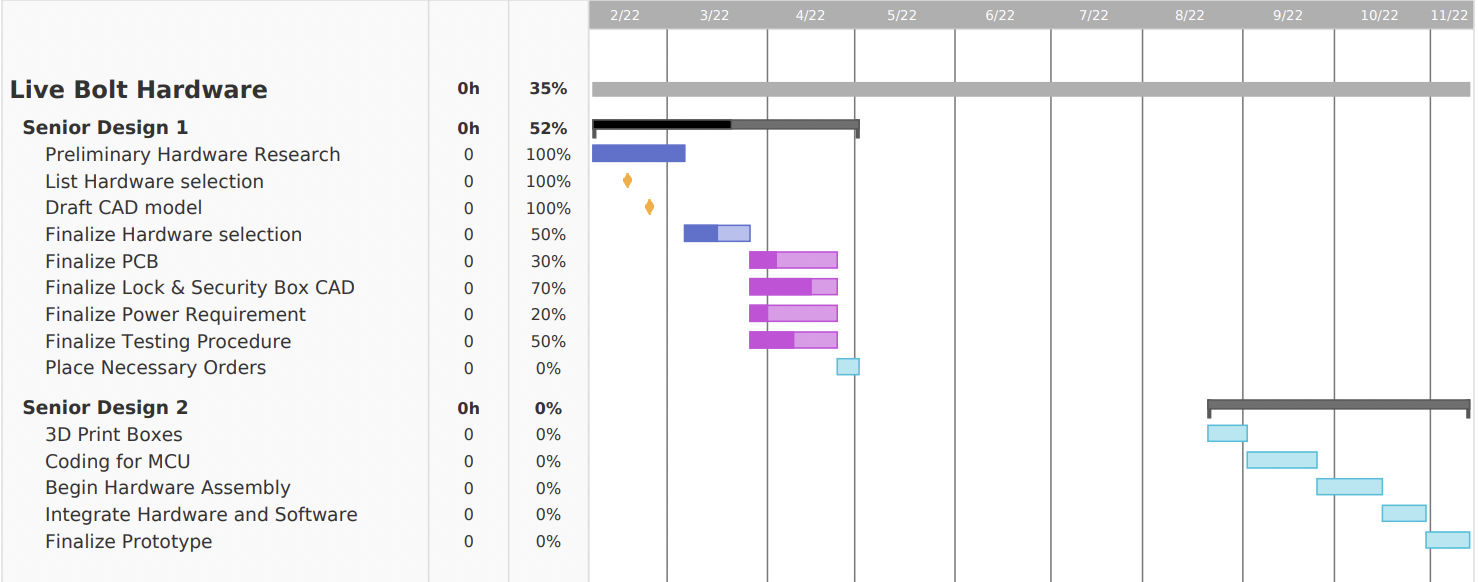 2/22 3/22 4/22 5/22 6/22 7/22 8/22 9/22 10/22 11/22
Live Bolt Hardware 0h 35%
Senior Design 1 0h 52%
Preliminary Hardware Research 0 100%
List Hardware selection 0 100%
Draft CAD model 0 100%
Finalize Hardware selection 0 50%
Finalize PCB 0 30%
Finalize Lock & Security Box CAD 0 70%
Finalize Power Requirement 0 20%
Finalize Testing Procedure 0 50%
Place Necessary Orders 0 0%
Senior Design 2 0h 0%
3D Print Boxes 0 0%
Coding for MCU 0 0%
Begin Hardware Assembly 0 0%
Integrate Hardware and Software 0 0%
Finalize Prototype 0 0%